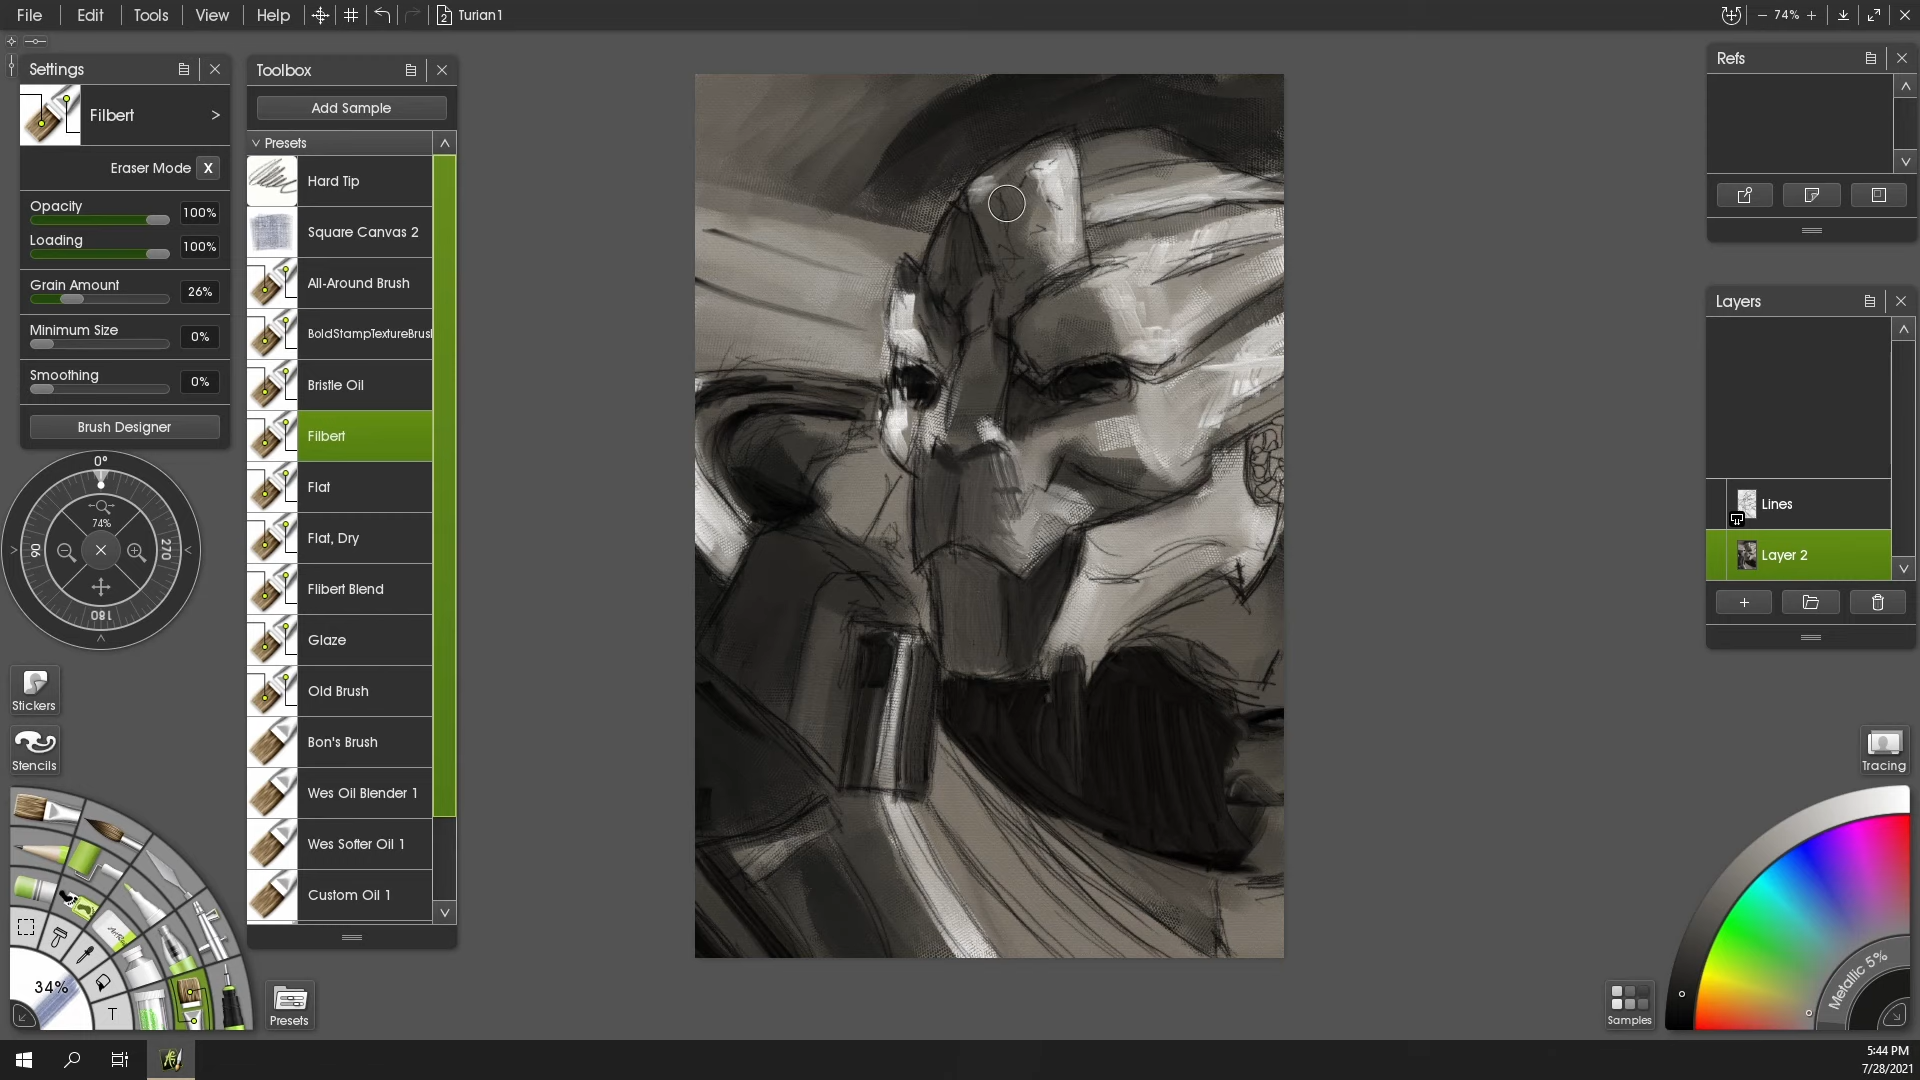 File
Edit
Tools
View
Help
2
Turian1
74%
Settings
Filbert
>
Eraser Mode
X
Opacity
100%
Loading
100%
Grain Amount
26%
Minimum Size
0%
Smoothing
0%
Brush Designer
0°
90
270
180
74%
Stickers
Stencils
34%
T
Toolbox
Add Sample
Presets
Hard Tip
Square Canvas 2
All-Around Brush
BoldStampTextureBrus
Bristle Oil
Filbert
Flat
Flat, Dry
Flibert Blend
Glaze
Old Brush
Bon's Brush
Wes Oil Blender 1
Wes Softer Oil 1
Custom Oil 1
Presets
Refs
Layers
Lines
Layer 2
Tracing
Samples
Metallic 5%
5:44 PM
7/28/2021